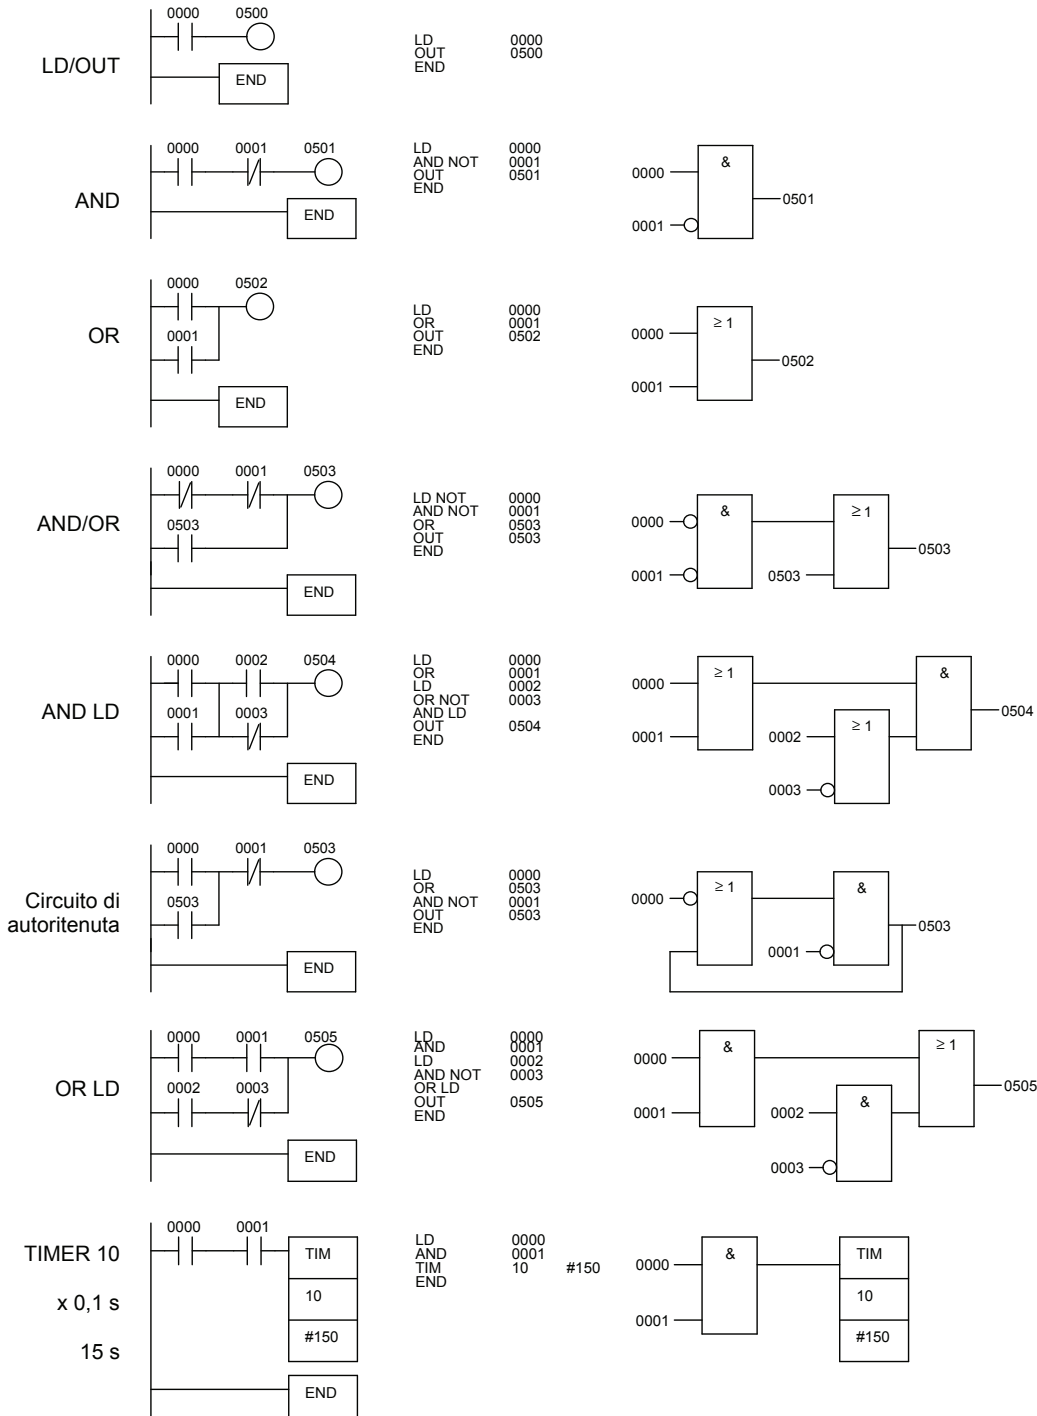 0000 0500
LD/OUT
END
LD 0000
OUT 0500
END
0000 0001 0501
AND
END
LD 0000
AND NOT 0001
OUT 0501
END
&
0000
0501
0001
0000 0502
OR
0001
END
LD 0000
OR 0001
OUT 0502
END
≥ 1
0000
0502
0001
0000 0001 0503
AND/OR
0503
END
LD NOT 0000
AND NOT 0001
OR 0503
OUT 0503
END
& ≥ 1
0000
0503
0001 0503
0000 0002 0504
AND LD
0001 0003
END
LD 0000
OR 0001
LD 0002
OR NOT 0003
AND LD
OUT 0504
END
≥ 1 &
0000
0504
≥ 1
0001 0002
0003
0000 0001 0503
Circuito di
autoritenuta
0503
END
LD 0000
OR 0503
AND NOT 0001
OUT 0503
END
≥ 1 &
0000
0503
0001
0000 0001 0505
OR LD
0002 0003
END
LD 0000
AND 0001
LD 0002
AND NOT 0003
OR LD
OUT 0505
END
& ≥ 1
0000
0505
&
0001 0002
0003
0000 0001
TIMER 10
x 0,1 s
15 s
TIM
10
#150
END
LD 0000
AND 0001
TIM 10 #150
END
& TIM
0000
10
0001
#150